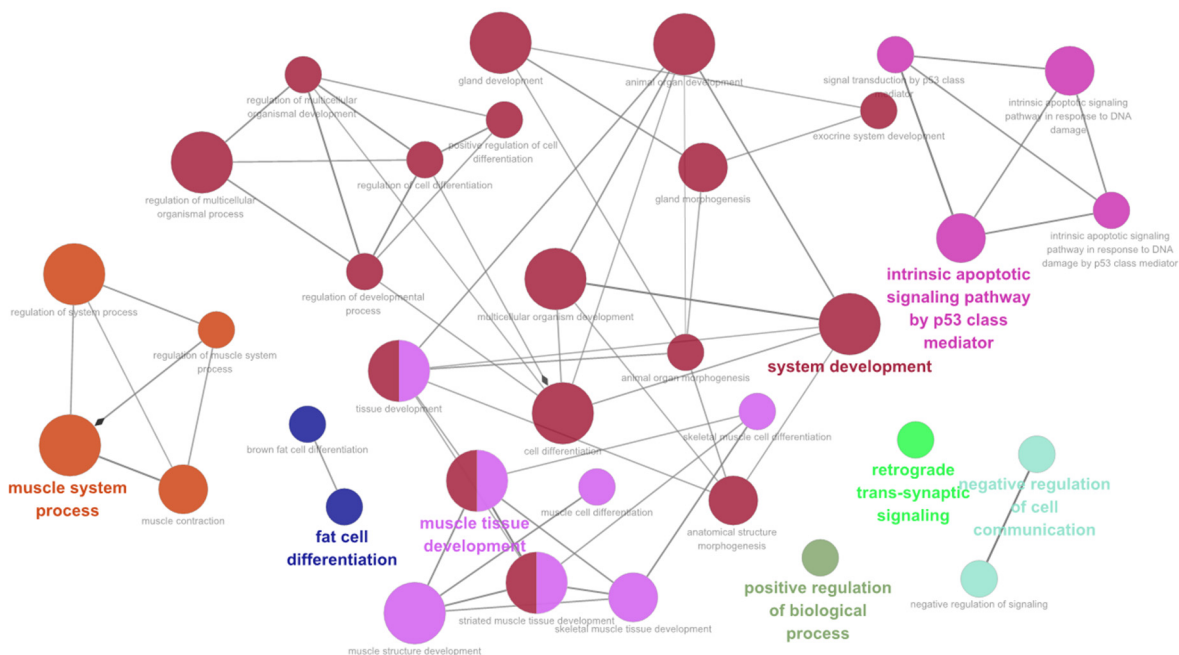 gland development
animal organ development
signal transduction by p53 class
mediator
intrinsic apoptotic signaling
pathway in response to DNA
damage
regulation of multicellular
organismal development
positive regulation of cell
differentiation
exocrine system development
regulation of cell differentiation
regulation of multicellular
organismal process
gland morphogenesis
intrinsic apoptotic signaling
pathway in response to DNA
damage by p53 class mediator
intrinsic apoptotic
signaling pathway
by p53 class
mediator
regulation of system process
regulation of developmental
process
multicellular organism development
regulation of muscle system
process
system development
animal organ morphogenesis
tissue development
brown fat cell differentiation
cell differentiation
skeletal muscle cell differentiation
muscle system
process
muscle contraction
fat cell
differentiation
muscle tissue
development
muscle cell differentiation
anatomical structure
morphogenesis
retrograde
trans-synaptic
signaling
negative regulation
of cell
communication
positive regulation
of biological
process
negative regulation of signaling
striated muscle tissue development
skeletal muscle tissue development
muscle structure development